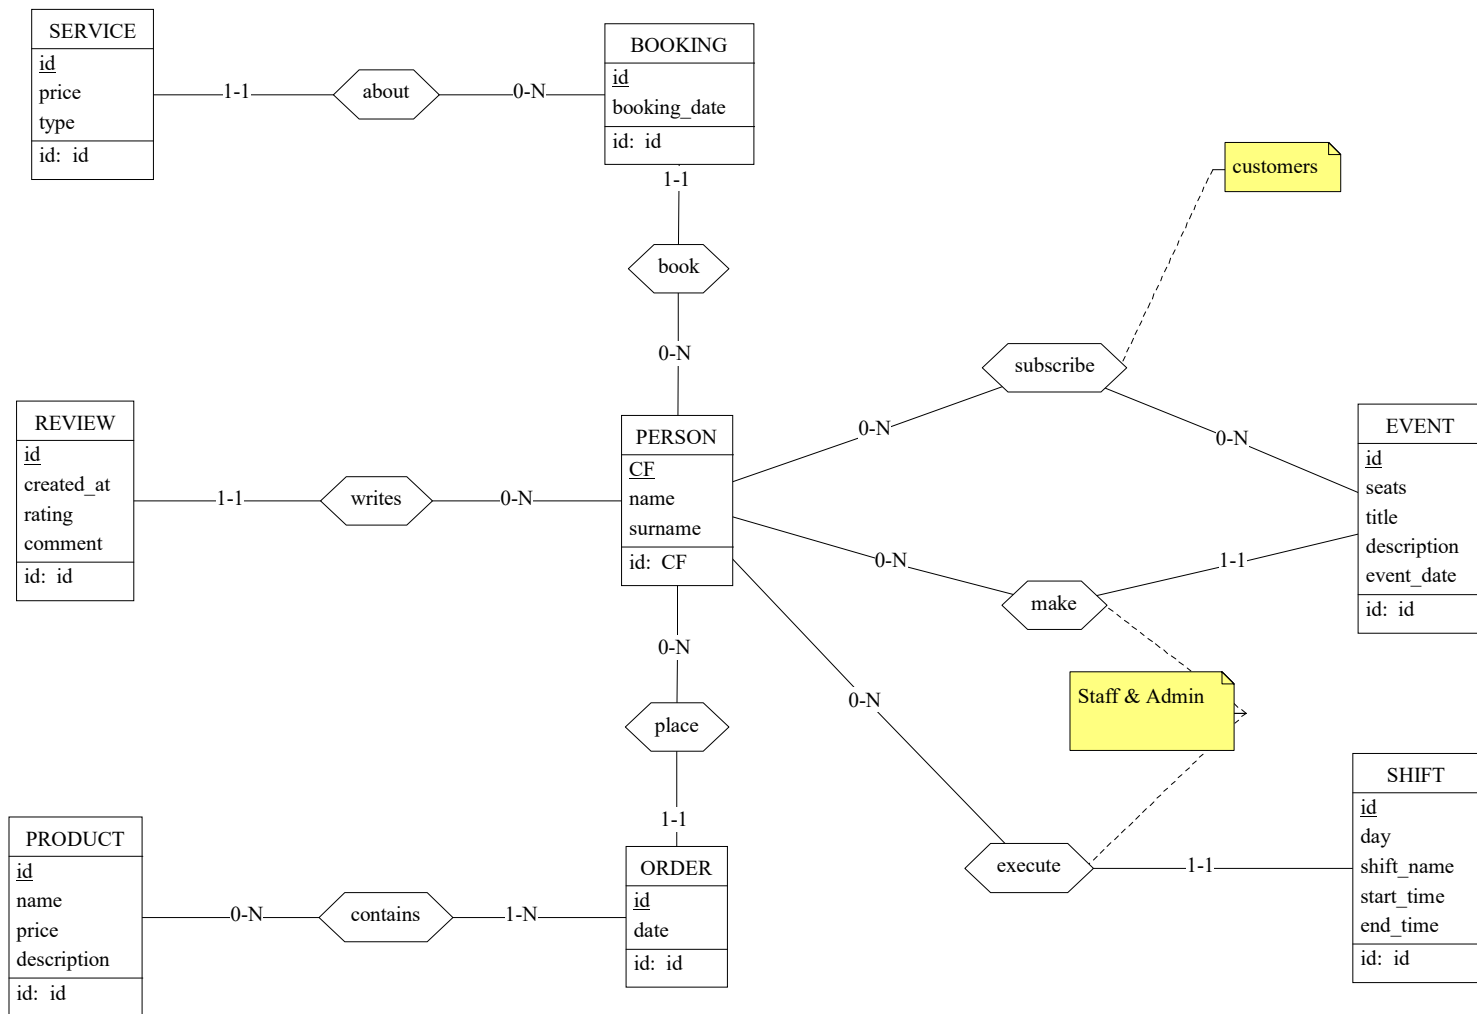 SERVICE
id
price
type
id: id
1-1
about
0-N
BOOKING
id
booking_date
id: id
1-1
book
0-N
customers
subscribe
0-N
0-N
REVIEW
id
created_at
rating
comment
id: id
1-1
writes
0-N
PERSON
CF
name
surname
id: CF
EVENT
id
seats
title
description
event_date
id: id
0-N
make
1-1
0-N
place
1-1
0-N
Staff & Admin
execute
1-1
SHIFT
id
day
shift_name
start_time
end_time
id: id
PRODUCT
id
name
price
description
id: id
0-N
contains
1-N
ORDER
id
date
id: id